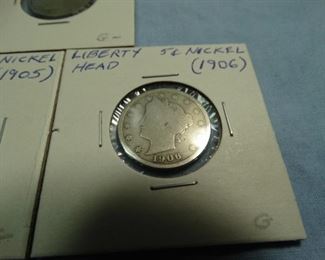 G-
NICKEL
(1905)
LIBERTY 5¢ NICKEL
HEAD (1906)
1906
G